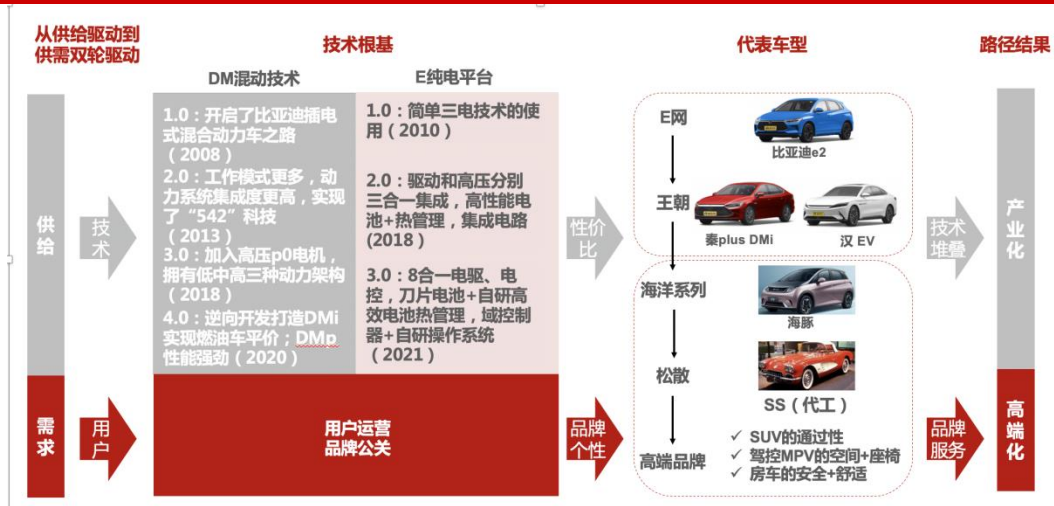 从供给驱动到
供需双轮驱动
技术根基
代表车型
路径结果
DM混动技术
E纯电平台
供给
技术
1.0：开启了比亚迪插电
式混合动力车之路
（2008）
2.0：工作模式更多，动
力系统集成度更高，实现
了“542”科技
（2013）
3.0：加入高压p0电机，
拥有低中高三种动力架构
（2018）
4.0：逆向开发打造DMi
实现燃油车平价；DMp
性能强劲（2020）
1.0：简单三电技术的使
用（2010）
2.0：驱动和高压分别
三合一集成，高性能电
池+热管理，集成电路
(2018)
3.0：8合一电驱、电
控，刀片电池+自研高
效电池热管理，域控制
器+自研操作系统
（2021）
性价
比
E网
比亚迪e2
王朝
秦plus DMi
汉 EV
海洋系列
海豚
松散
SS（代工）
高端品牌
✓ SUV的通过性
✓ 驾控MPV的空间+座椅
✓ 房车的安全+舒适
技术
堆叠
产业化
需求
用户
用户运营
品牌公关
品牌
个性
品牌
服务
高端化